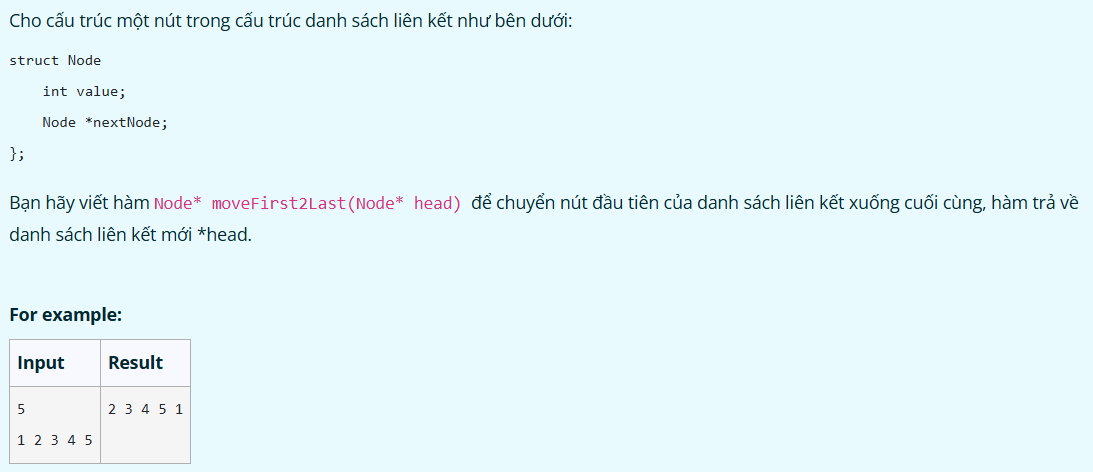 Cho cấu trúc một nút trong cấu trúc danh sách liên kết như bên dưới:
struct Node
int value;
Node *nextNode;
};
Bạn hãy viết hàm Node* moveFirst2Last(Node* head) để chuyển nút đầu tiên của danh sách liên kết xuống cuối cùng, hàm trả về
danh sách liên kết mới *head.
For example:
Input Result
5 2 3 4 5 1
1 2 3 4 5